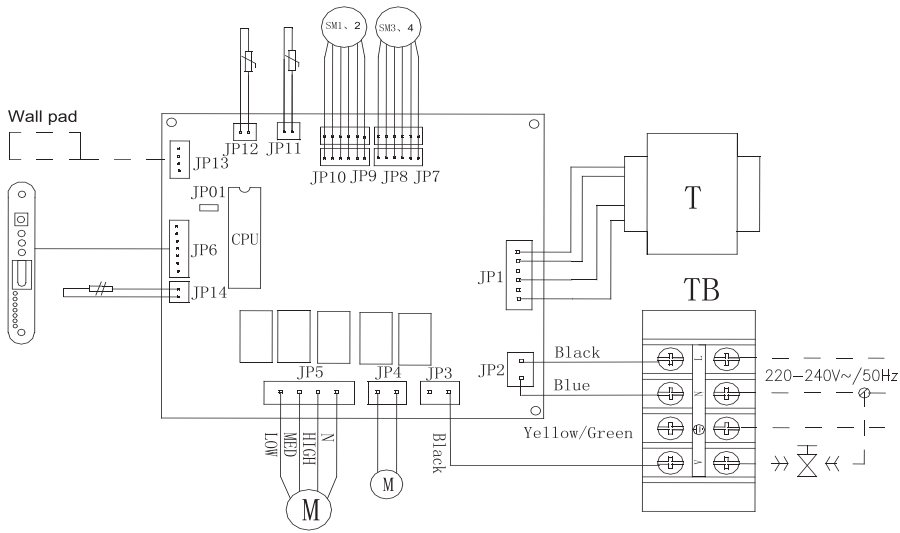 SM1、2
SM3、4
Wall pad
JP12
JP11
JP13
JP10
JP9
JP8
JP7
JP01
CPU
JP6
T
JP1
JP14
TB
Black
L
JP2
220-240V~/50Hz
JP5
JP4
JP3
Blue
N
Yellow/Green
LOW
MED
HIGH
N
Black
V
M
M